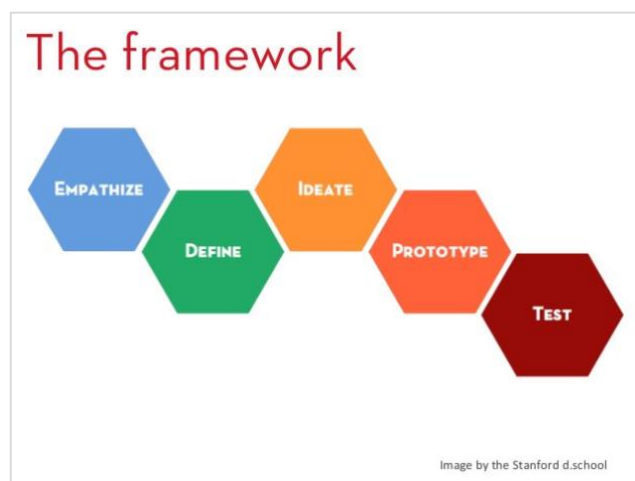 The framework
EMPATHIZE
DEFINE
IDEATE
PROTOTYPE
TEST
Image by the Stanford d.school